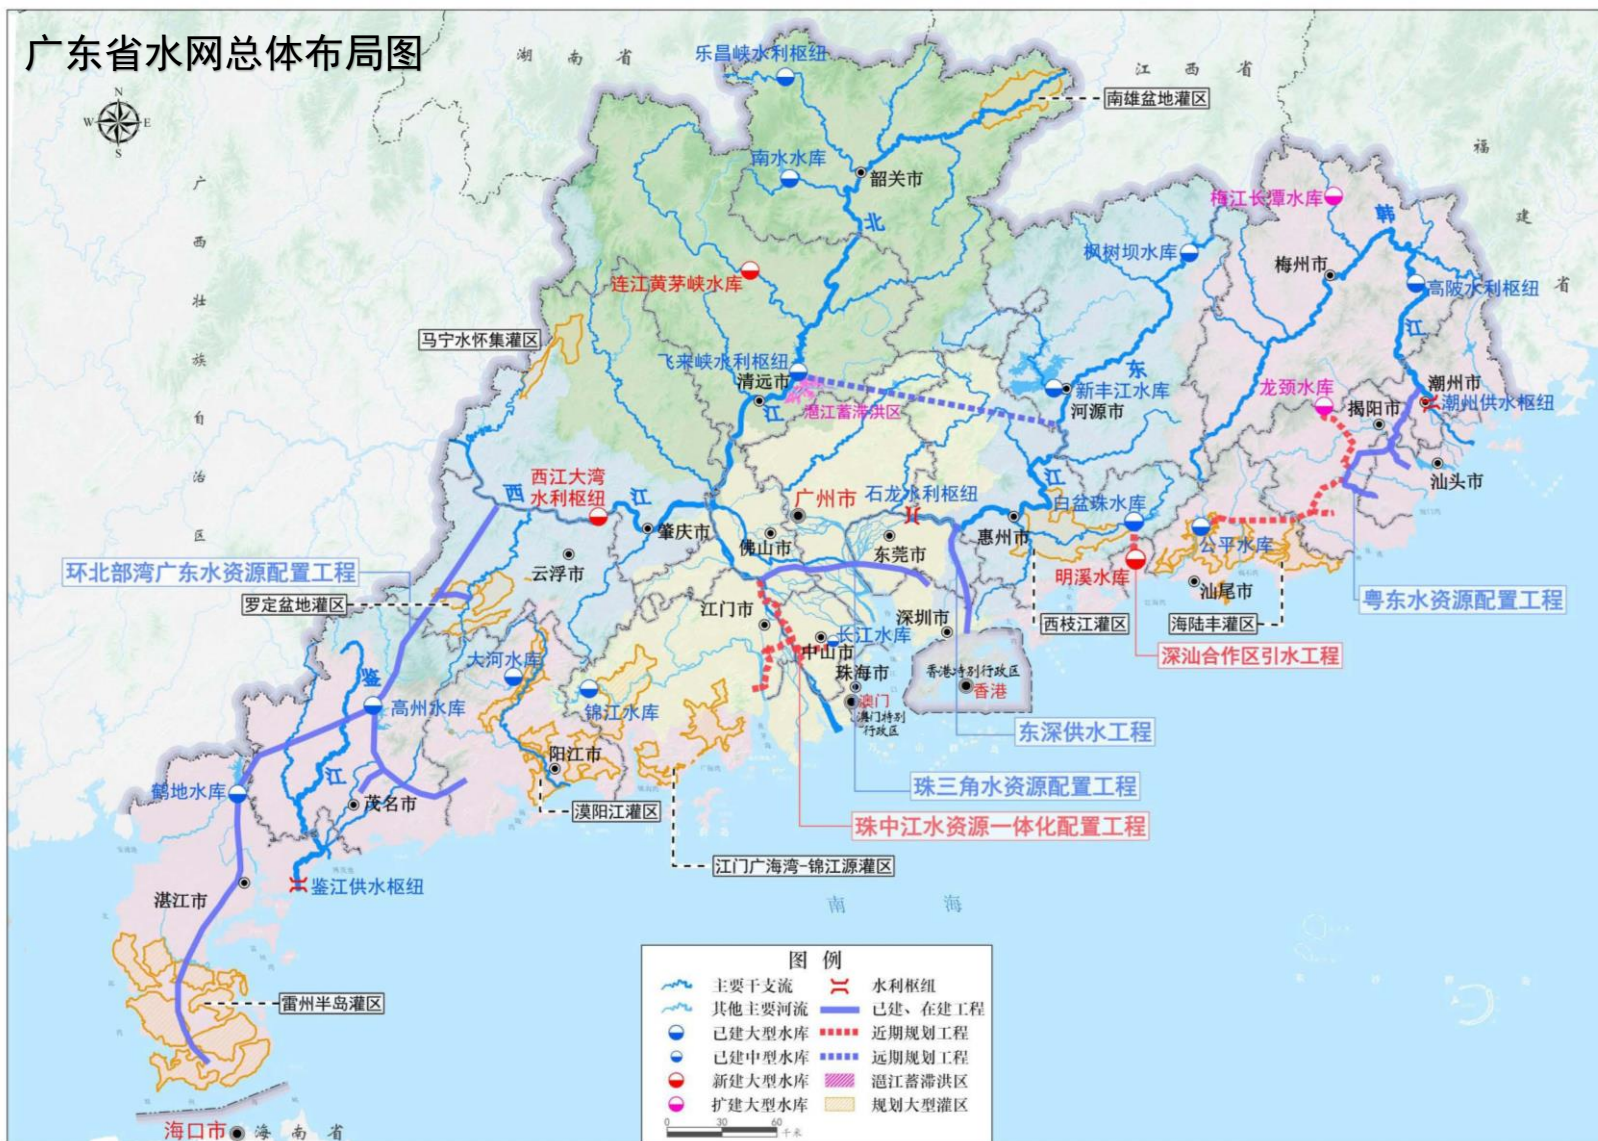 广东省水网总体布局图
N
W
E
S
湖南省
江西省
福建省
广西壮族自治区
乐昌峡水利枢纽
南雄盆地灌区
南水水库
韶关市
梅江长潭水库
北江
韩江
枫树坝水库
梅州市
连江黄茅峡水库
高陂水利枢纽
马宁水怀集灌区
飞来峡水利枢纽
清远市
东江
新丰江水库
河源市
龙颈水库
潮州市
潮州供水枢纽
揭阳市
滃江蓄滞洪区
汕头市
西江大湾
水利枢纽
西江
广州市
石龙水利枢纽
白盆珠水库
肇庆市
佛山市
东莞市
惠州市
公平水库
云浮市
明溪水库
汕尾市
环北部湾广东水资源配置工程
罗定盆地灌区
江门市
深圳市
西枝江灌区
海陆丰灌区
粤东水资源配置工程
中山市
长江水库
深汕合作区引水工程
大河水库
珠海市
香港特别行政区
香港
鉴江
锦江水库
澳门
澳门特别
行政区
高州水库
东深供水工程
阳江市
鹤地水库
茂名市
珠三角水资源配置工程
漠阳江灌区
珠中江水资源一体化配置工程
江门广海湾-锦江源灌区
鉴江供水枢纽
湛江市
南海
雷州半岛灌区
海口市
海南省
图例
主要干支流
水利枢纽
其他主要河流
已建、在建工程
已建大型水库
近期规划工程
已建中型水库
远期规划工程
新建大型水库
滃江蓄滞洪区
扩建大型水库
规划大型灌区
0 30 60
千米